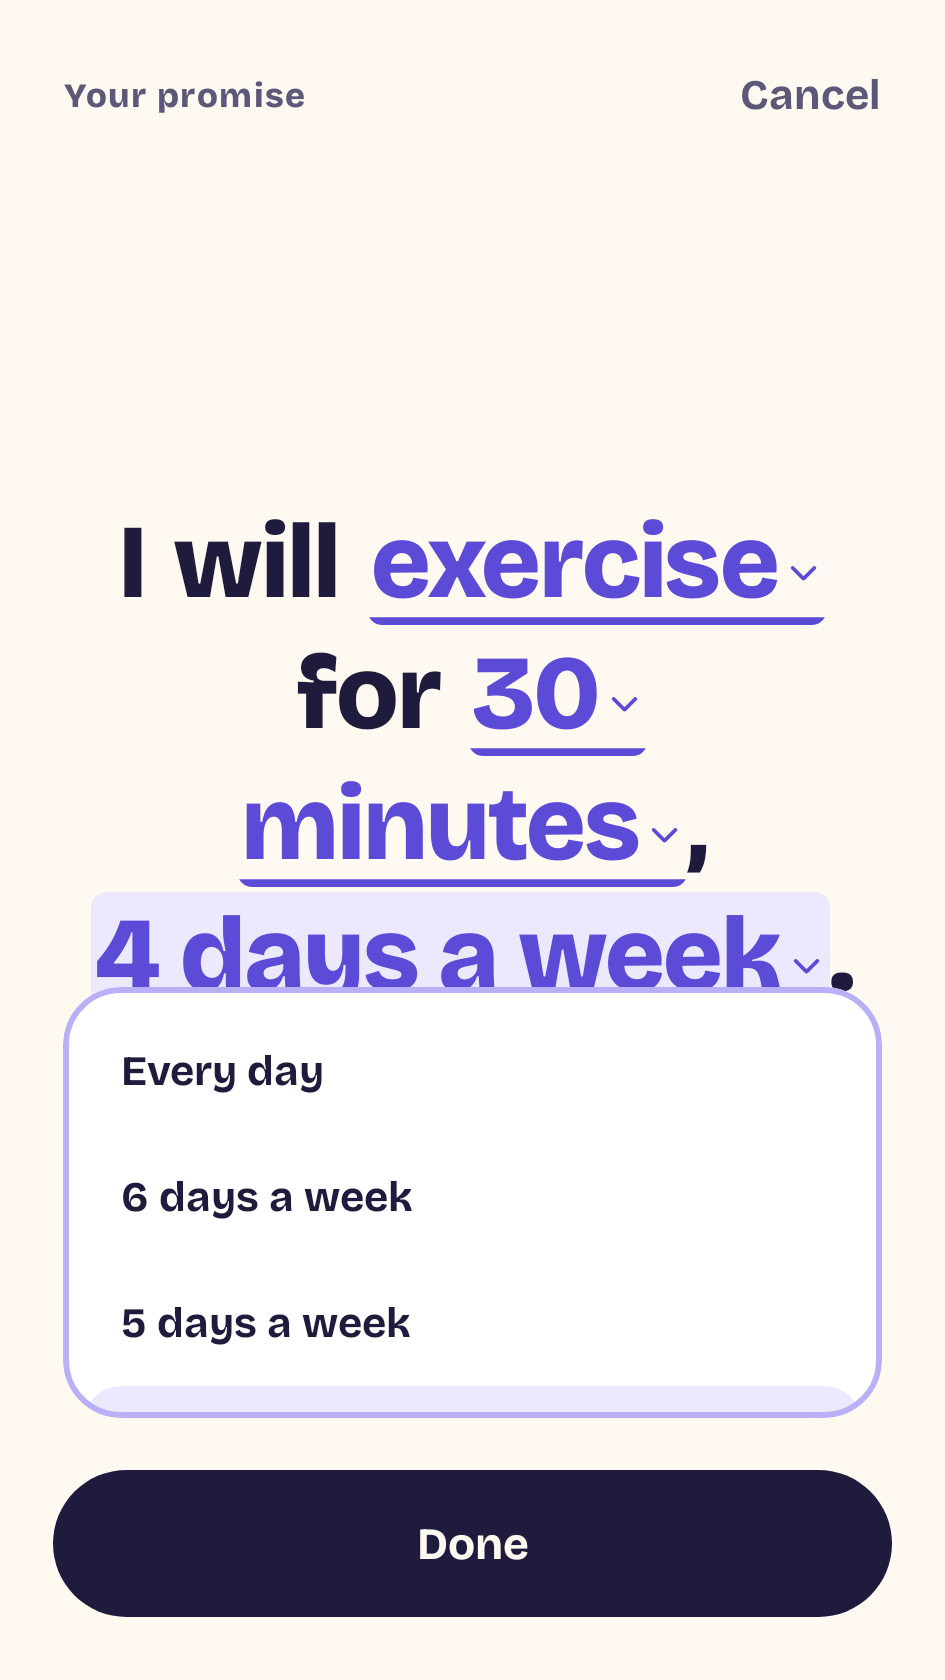 Your promise
Cancel
I will exercise
for 30
minutes,
4 days a week.
Every day
6 days a week
5 days a week
Done